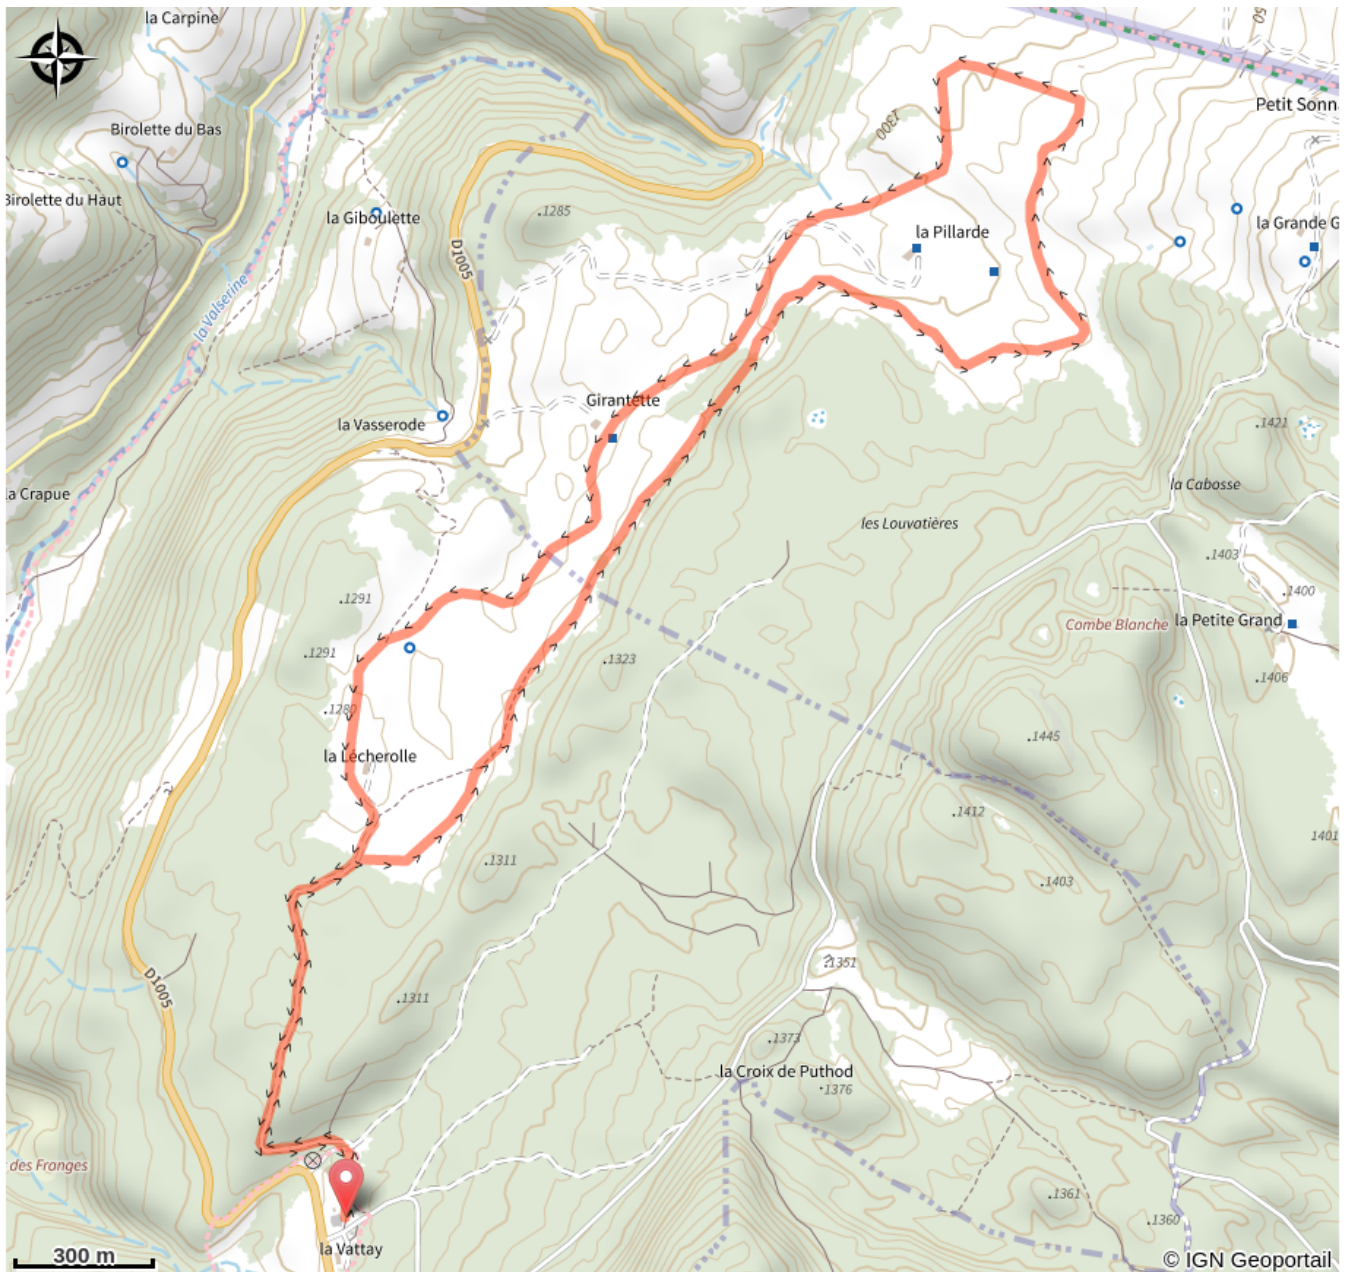 la Carpine
50
Birolette du Bas
Petit Sonn
1300
Birolette du Haut
la Giboulette
.1285
la Pillarde
la Grande G
D1005
la Valserine
Girantette
la Vasserode
.1421
la Crapue
la Cabosse
les Louvatières
.1403
.1291
.1400
Combe Blanche
la Petite Grand
.1291
.1323
.1406
.1280
.1445
la Lécherolle
.1412
1401
.1311
.1403
D1005
.1351
.1311
.1373
la Croix de Puthod
.1376
des Franges
.1361
.1360
la Vattay
300 m
© IGN Geoportail